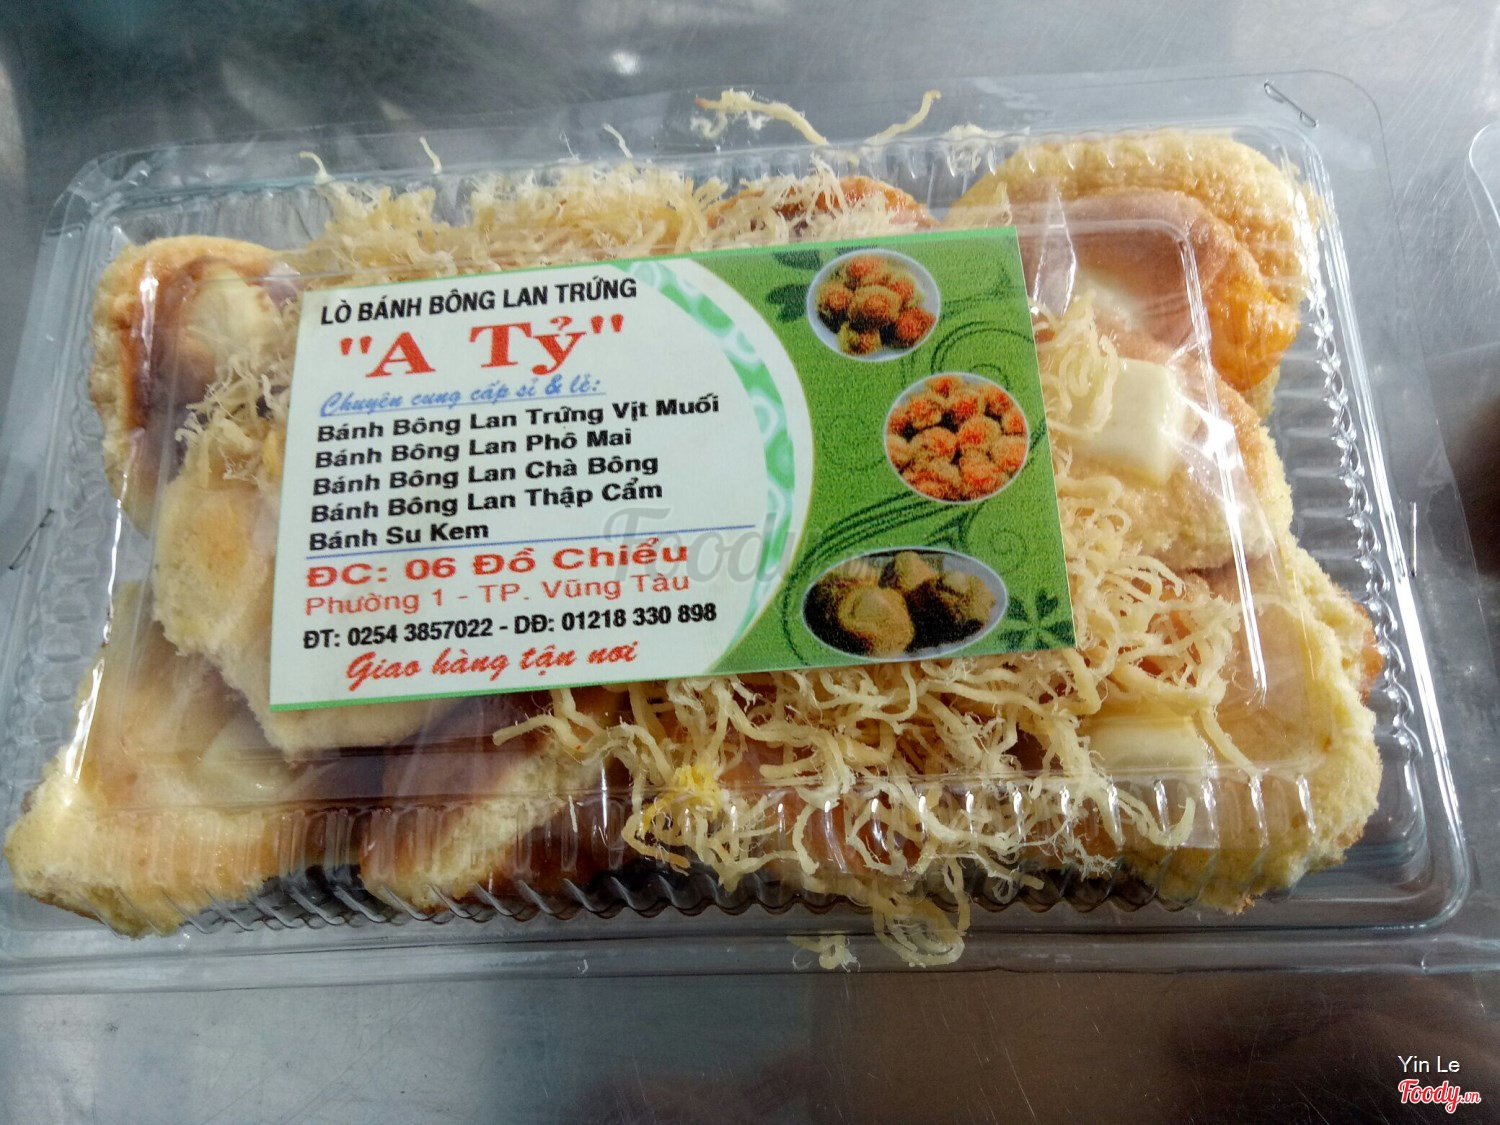 LÒ BÁNH BÔNG LAN TRỨNG
"A Tỷ"
Chuyên cung cấp sỉ & lẻ:
Bánh Bông Lan Trứng Vịt Muối
Bánh Bông Lan Phô Mai
Bánh Bông Lan Chà Bông
Bánh Bông Lan Thập Cẩm
Bánh Su Kem
ĐC: 06 Đồ Chiểu
Phường 1 - TP. Vũng Tàu
ĐT: 0254 3857022 - DĐ: 01218 330 898
Giao hàng tận nơi
Foody.vn
Yin Le
Foody.vn